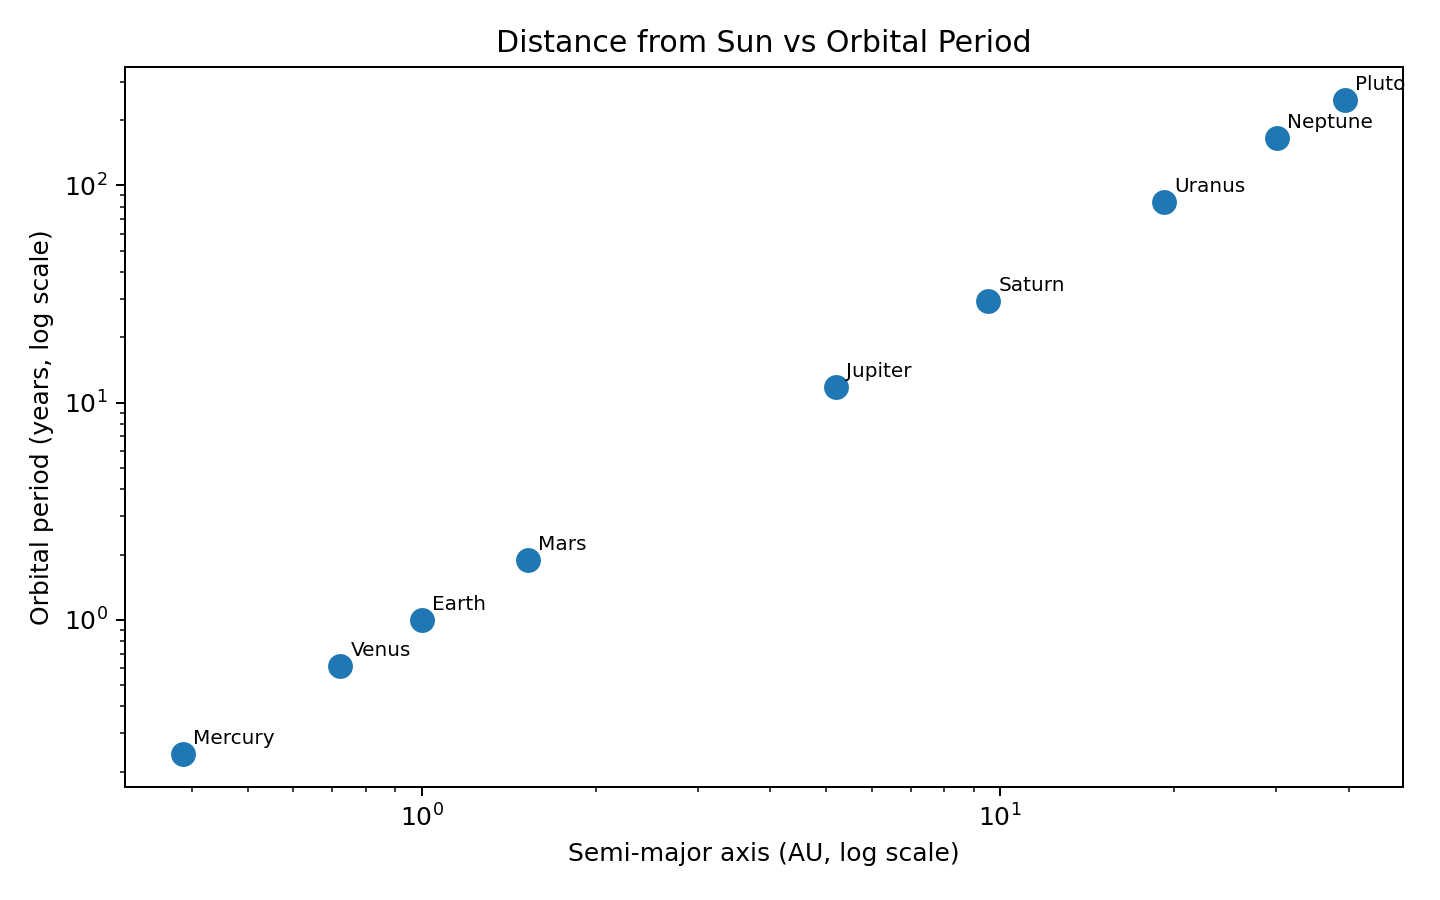 Distance from Sun vs Orbital Period
Pluto
Neptune
10²
Uranus
Saturn
Jupiter
10¹
Mars
Earth
10⁰
Venus
Mercury
Orbital period (years, log scale)
10⁰ 10¹
Semi-major axis (AU, log scale)